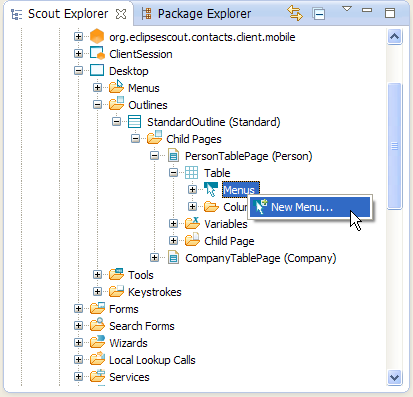 Scout Explorer Package Explorer
org.eclipsescout.contacts.client.mobile
ClientSession
Desktop
Menus
Outlines
StandardOutline (Standard)
Child Pages
PersonTablePage (Person)
Table
Menus
New Menu...
Variables
Child Page
CompanyTablePage (Company)
Tools
Keystrokes
Forms
Search Forms
Wizards
Local Lookup Calls
Services